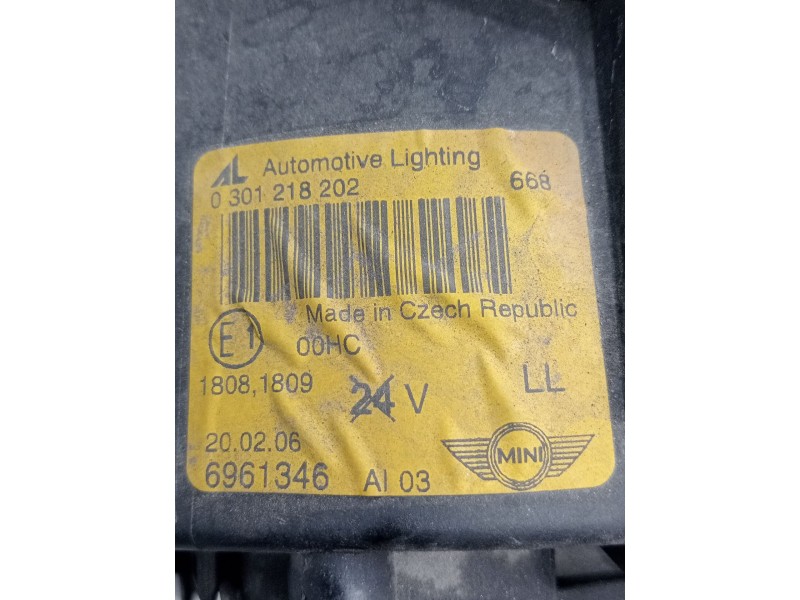 AL Automotive Lighting
0 301 218 202 668
Made in Czech Republic
E1 00HC
1808,1809 24 V LL
20.02.06
6961346 AI 03
MINI